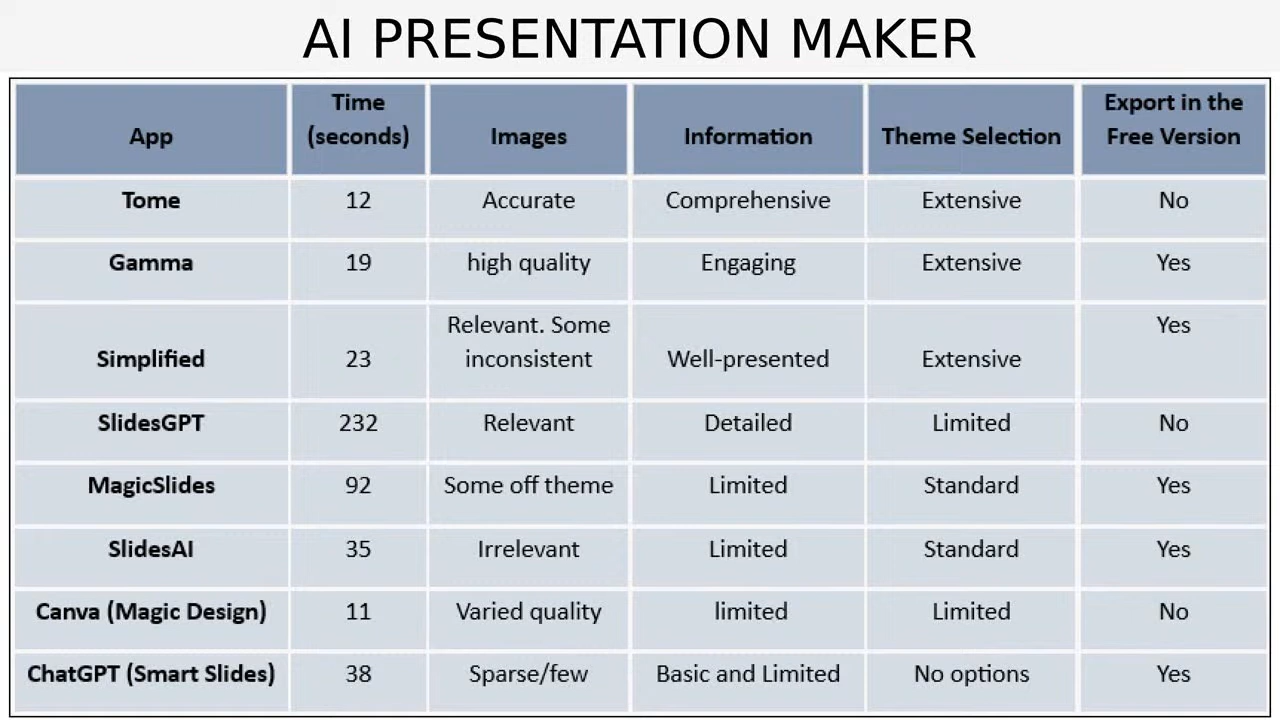 AI PRESENTATION MAKER
App Time (seconds) Images Information Theme Selection Export in the Free Version
Tome 12 Accurate Comprehensive Extensive No
Gamma 19 high quality Engaging Extensive Yes
Simplified 23 Relevant. Some inconsistent Well-presented Extensive Yes
SlidesGPT 232 Relevant Detailed Limited No
MagicSlides 92 Some off theme Limited Standard Yes
SlidesAI 35 Irrelevant Limited Standard Yes
Canva (Magic Design) 11 Varied quality limited Limited No
ChatGPT (Smart Slides) 38 Sparse/few Basic and Limited No options Yes